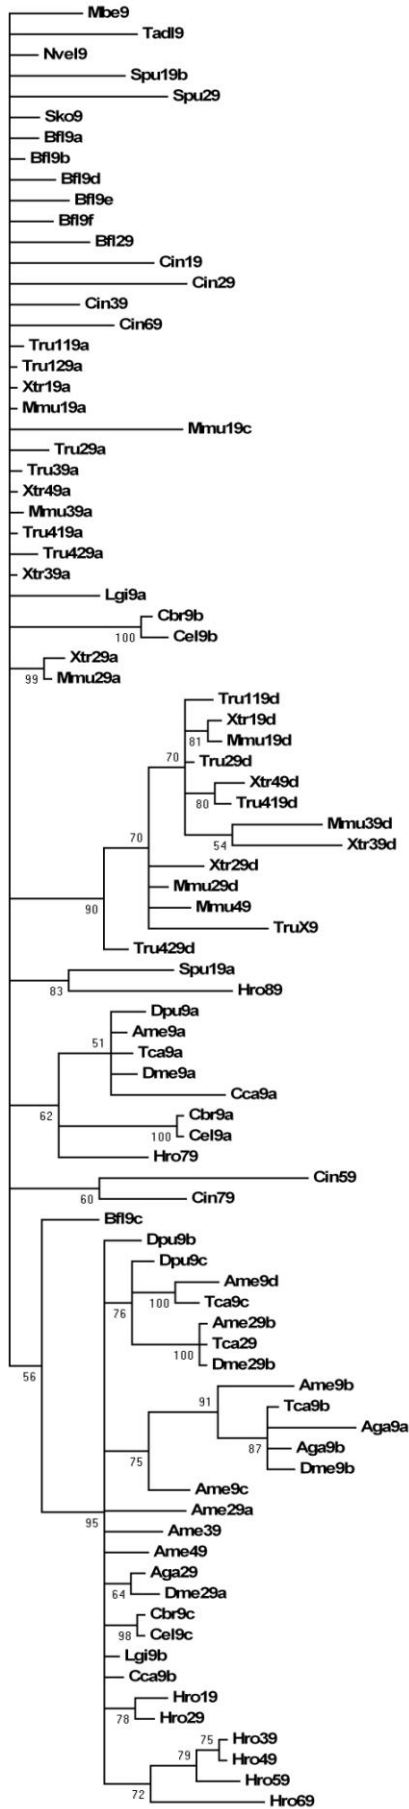 Mbe9
Tadl9
Nvel9
Spu19b
Spu29
Sko9
Bfl9a
Bfl9b
Bfl9d
Bfl9e
Bfl9f
Bfl29
Cin19
Cin29
Cin39
Cin69
Tru119a
Tru129a
Xtr19a
Mmu19a
Mmu19c
Tru29a
Tru39a
Xtr49a
Mmu39a
Tru419a
Tru429a
Xtr39a
Lgi9a
Cbr9b
100
Cel9b
Xtr29a
99
Mmu29a
Tru119d
Xtr19d
81
Mmu19d
70
Tru29d
Xtr49d
80
Tru419d
Mmu39d
70
54
Xtr39d
Xtr29d
Mmu29d
90
Mmu49
TruX9
Tru429d
Spu19a
83
Hro89
Dpu9a
Ame9a
51
Tca9a
Dme9a
Cca9a
62
Cbr9a
100
Cel9a
Hro79
Cin59
60
Cin79
Bfl9c
Dpu9b
Dpu9c
Ame9d
76
100
Tca9c
Ame29b
100
Tca29
Dme29b
56
Ame9b
91
Tca9b
Aga9a
87
Aga9b
75
Dme9b
Ame9c
Ame29a
95
Ame39
Ame49
Aga29
64
Dme29a
Cbr9c
98
Cel9c
Lgi9b
Cca9b
Hro19
78
Hro29
75
Hro39
79
Hro49
Hro59
72
Hro69